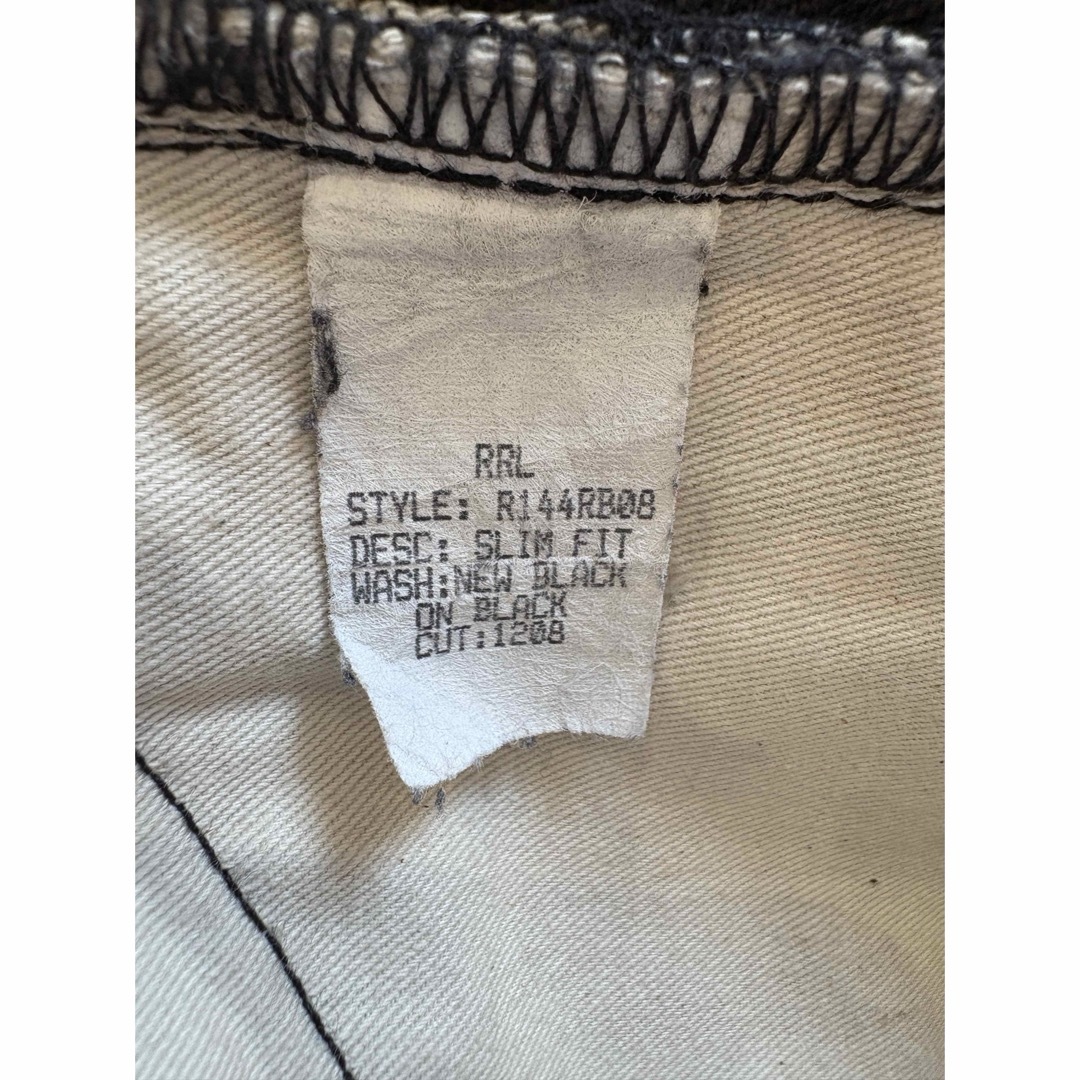 RRL
STYLE: R144RB08
DESC: SLIM FIT
WASH:NEW BLACK
ON BLACK
CUT:1208